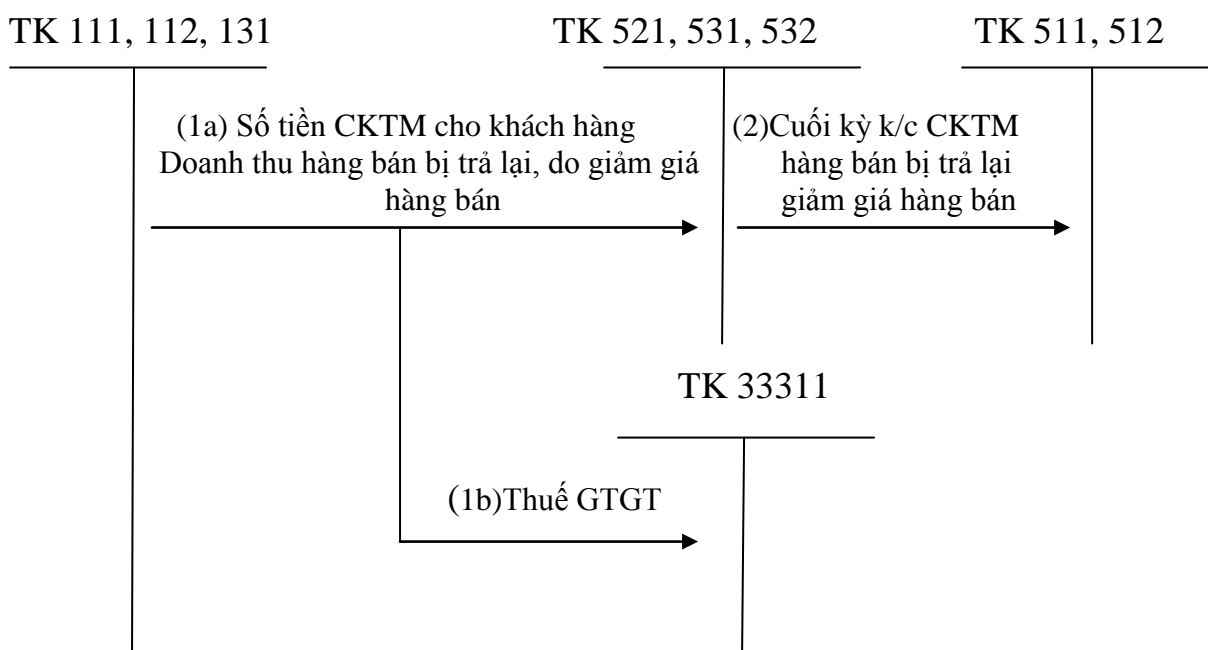 TK 111, 112, 131
TK 521, 531, 532
TK 511, 512
(1a) Số tiền CKTM cho khách hàng
Doanh thu hàng bán bị trả lại, do giảm giá
hàng bán
(2)Cuối kỳ k/c CKTM
hàng bán bị trả lại
giảm giá hàng bán
TK 33311
(1b)Thuế GTGT